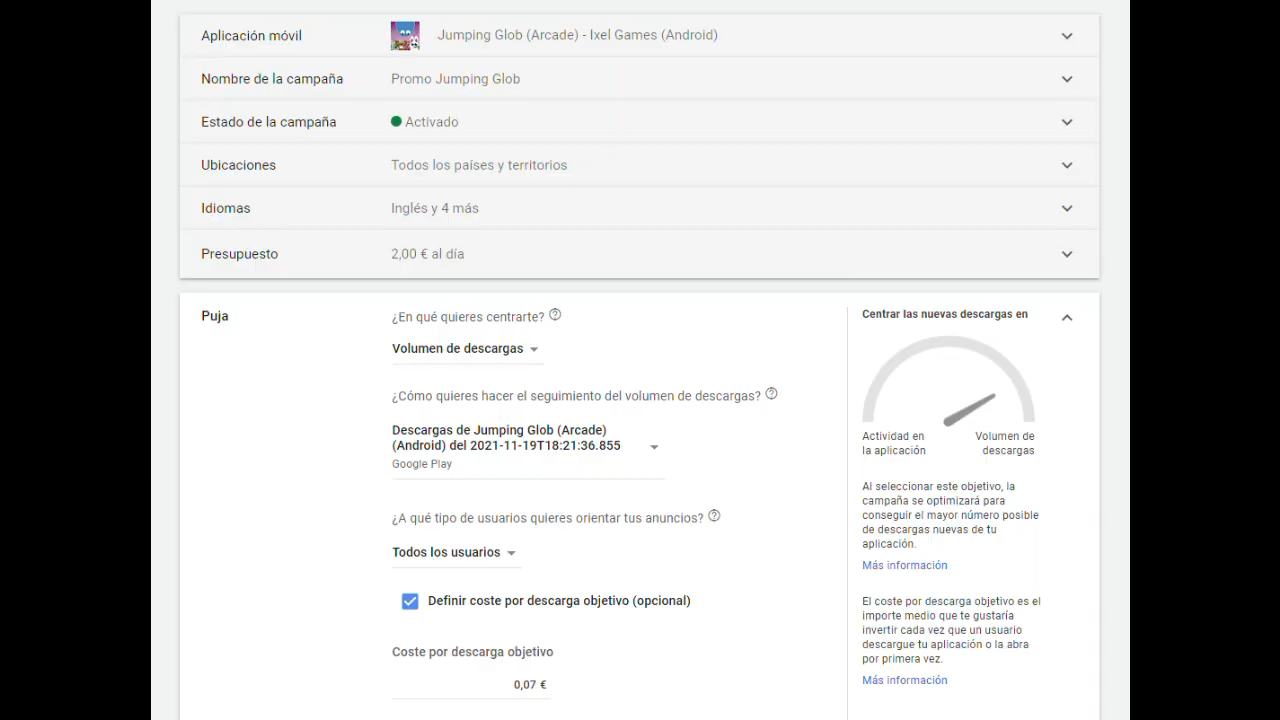 Aplicación móvil
Jumping Glob (Arcade) - Ixel Games (Android)
Nombre de la campaña
Promo Jumping Glob
Estado de la campaña
Activado
Ubicaciones
Todos los países y territorios
Idiomas
Inglés y 4 más
Presupuesto
2,00 € al día
Puja
¿En qué quieres centrarte?
Volumen de descargas
¿Cómo quieres hacer el seguimiento del volumen de descargas?
Descargas de Jumping Glob (Arcade)
(Android) del 2021-11-19T18:21:36.855
Google Play
¿A qué tipo de usuarios quieres orientar tus anuncios?
Todos los usuarios
Definir coste por descarga objetivo (opcional)
Coste por descarga objetivo
0,07 €
Centrar las nuevas descargas en
Actividad en
la aplicación
Volumen de
descargas
Al seleccionar este objetivo, la
campaña se optimizará para
conseguir el mayor número posible
de descargas nuevas de tu
aplicación.
Más información
El coste por descarga objetivo es el
importe medio que te gustaría
invertir cada vez que un usuario
descargue tu aplicación o la abra
por primera vez.
Más información